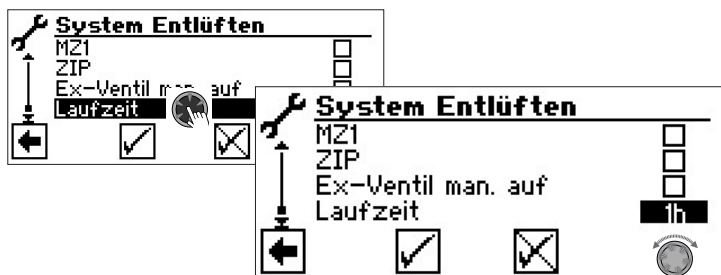 System Entlüften
MZ1
ZIP
Ex-Ventil man. auf
Laufzeit
System Entlüften
MZ1
ZIP
Ex-Ventil man. auf
Laufzeit 1h